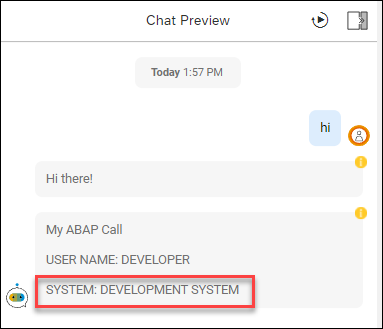 Chat Preview
Today 1:57 PM
hi
Hi there!
My ABAP Call
USER NAME: DEVELOPER
SYSTEM: DEVELOPMENT SYSTEM